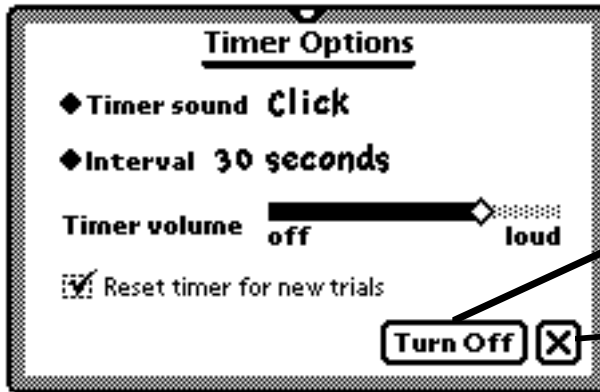 Timer Options
◆Timer sound Click
◆Interval 30 seconds
Timer volume
off loud
Reset timer for new trials
Turn Off X